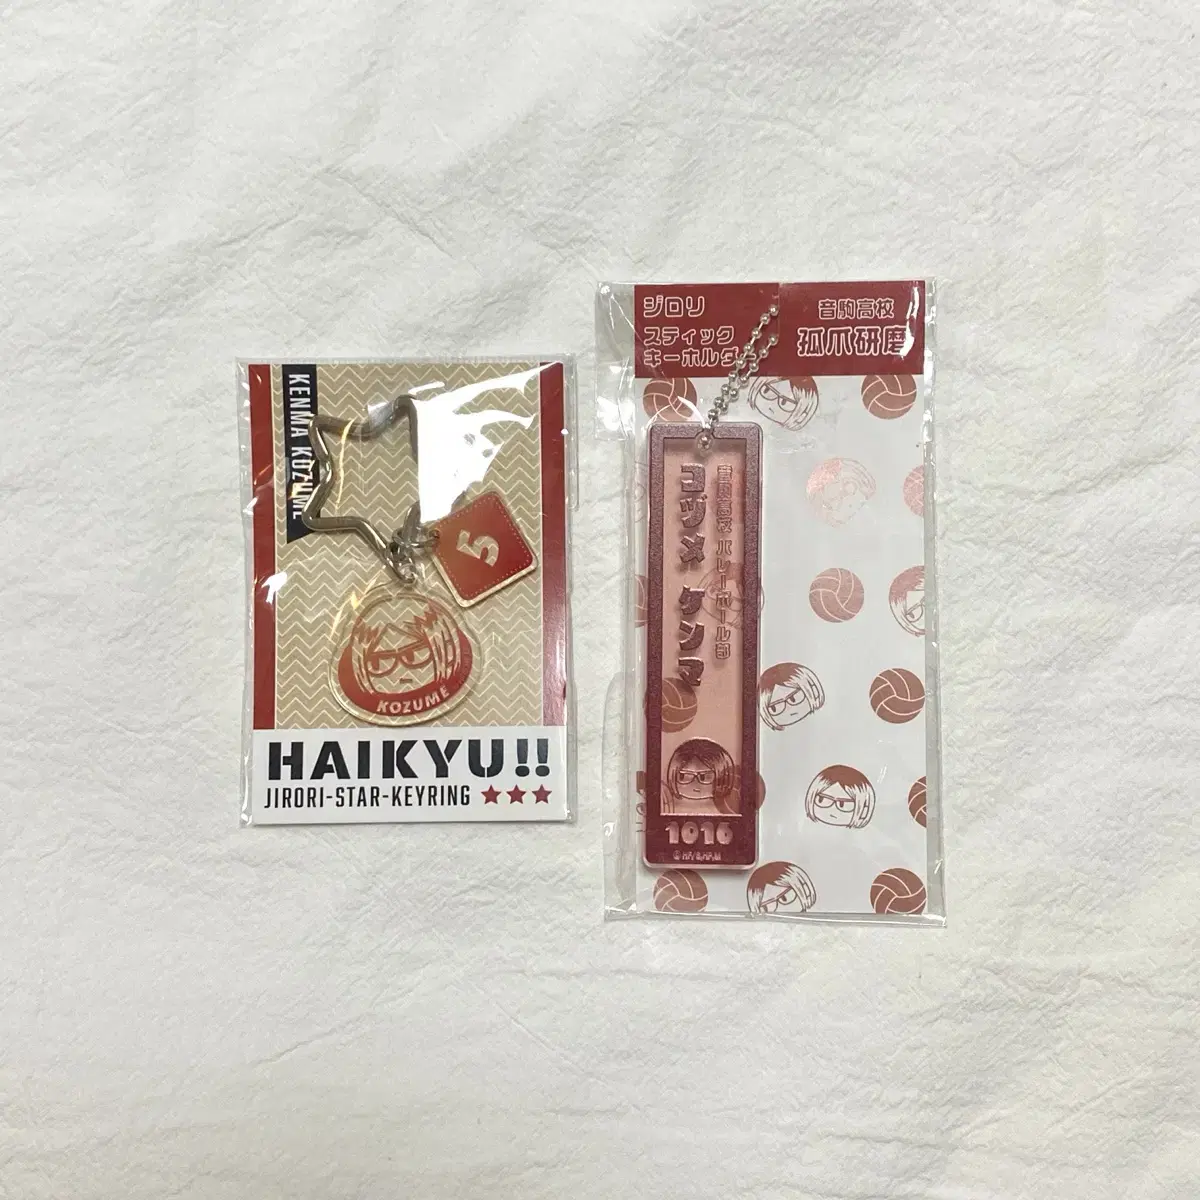 KENMA KOZUME
5
KOZUME
HAIKYU!!
JIRORI-STAR-KEYRING
ジロリ
スティック
キーホルダ
音駒高校
孤爪研磨
音駒高校 バレーボール部
コヅメ ケンマ
1016